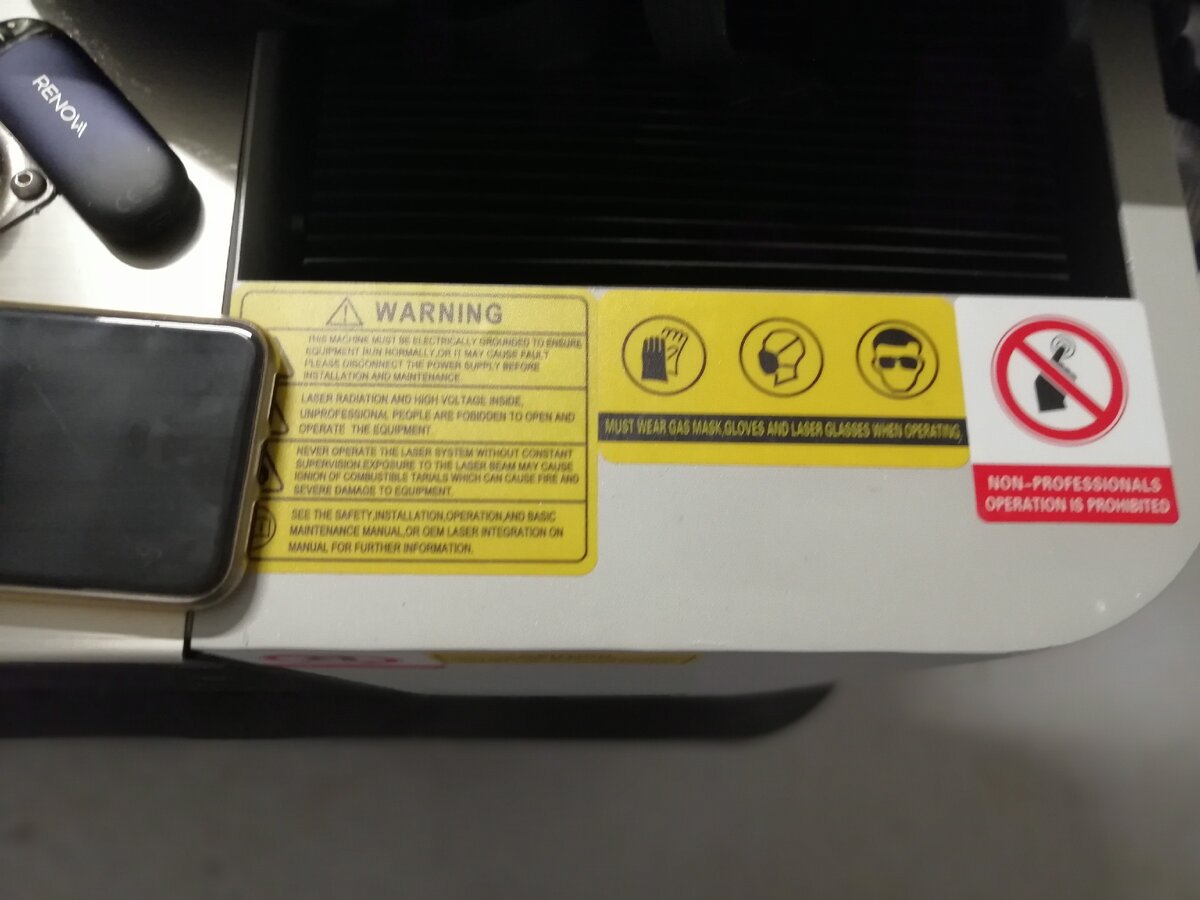 RENOVA
WARNING
THIS MACHINE MUST BE ELECTRICALLY GROUNDED TO ENSURE
EQUIPMENT RUN NORMALLY,OR IT MAY CAUSE FAULT
PLEASE DISCONNECT THE POWER SUPPLY BEFORE
INSTALLATION AND MAINTENANCE.
LASER RADIATION AND HIGH VOLTAGE INSIDE,
UNPROFESSIONAL PEOPLE ARE FOBIDDEN TO OPEN AND
OPERATE THE EQUIPMENT.
NEVER OPERATE THE LASER SYSTEM WITHOUT CONSTANT
SUPERVISION.EXPOSURE TO THE LASER BEAM MAY CAUSE
IGNION OF COMBUSTIBLE TARIALS WHICH CAN CAUSE FIRE AND
SEVERE DAMAGE TO EQUIPMENT.
SEE THE SAFETY,INSTALLATION,OPERATION,AND BASIC
MAINTENANCE MANUAL,OR OEM LASER INTEGRATION ON
MANUAL FOR FURTHER INFORMATION.
MUST WEAR GAS MASK,GLOVES AND LASER GLASSES WHEN OPERATING.
NON-PROFESSIONALS
OPERATION IS PROHIBITED